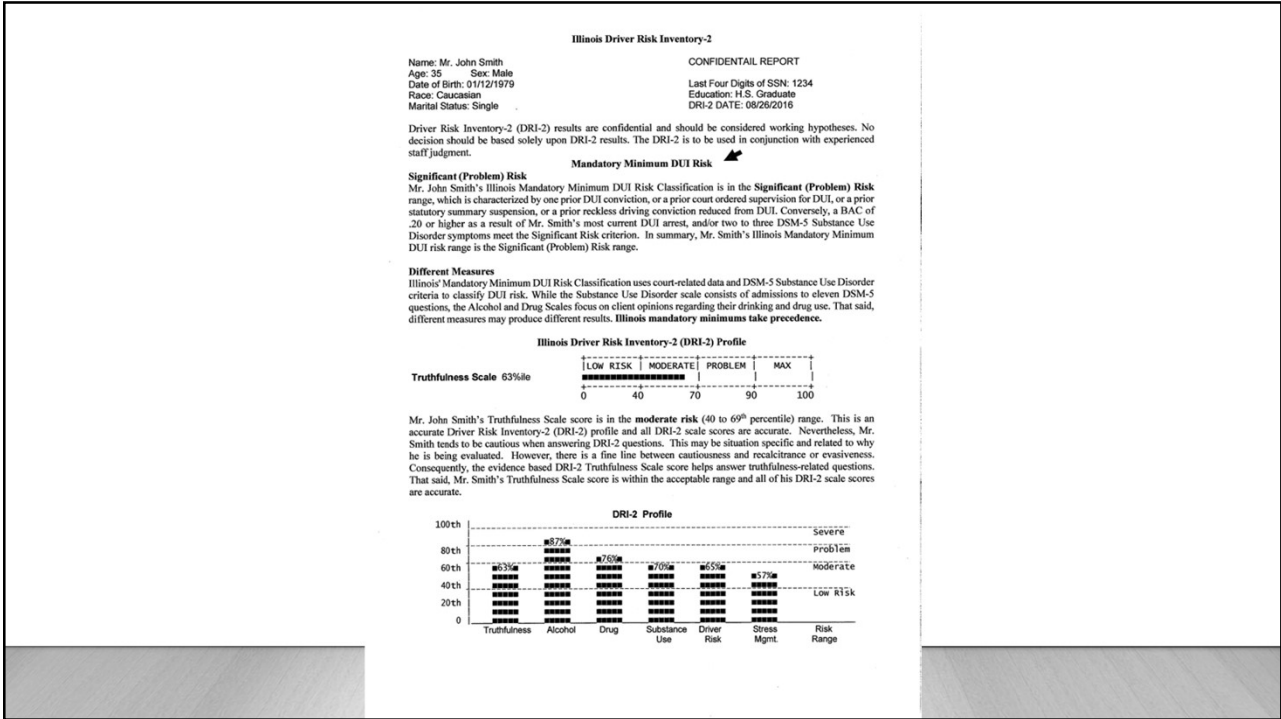 Illinois Driver Risk Inventory-2
Name: Mr. John Smith
CONFIDENTAIL REPORT
Age: 35 Sex: Male
Date of Birth: 01/12/1979
Last Four Digits of SSN: 1234
Race: Caucasian
Education: H.S. Graduate
Marital Status: Single
DRI-2 DATE: 08/26/2016
Driver Risk Inventory-2 (DRI-2) results are confidential and should be considered working hypotheses. No
decision should be based solely upon DRI-2 results. The DRI-2 is to be used in conjunction with experienced
staff judgment.
Mandatory Minimum DUI Risk
Significant (Problem) Risk
Mr. John Smith's Illinois Mandatory Minimum DUI Risk Classification is in the Significant (Problem) Risk
range, which is characterized by one prior DUI conviction, or a prior court ordered supervision for DUI, or a prior
statutory summary suspension, or a prior reckless driving conviction reduced from DUI. Conversely, a BAC of
.20 or higher as a result of Mr. Smith's most current DUI arrest, and/or two to three DSM-5 Substance Use
Disorder symptoms meet the Significant Risk criterion. In summary, Mr. Smith's Illinois Mandatory Minimum
DUI risk range is the Significant (Problem) Risk range.
Different Measures
Illinois' Mandatory Minimum DUI Risk Classification uses court-related data and DSM-5 Substance Use Disorder
criteria to classify DUI risk. While the Substance Use Disorder scale consists of admissions to eleven DSM-5
questions, the Alcohol and Drug Scales focus on client opinions regarding their drinking and drug use. That said,
different measures may produce different results. Illinois mandatory minimums take precedence.
Illinois Driver Risk Inventory-2 (DRI-2) Profile
LOW RISK MODERATE PROBLEM MAX
Truthfulness Scale 63%ile
0 40 70 90 100
Mr. John Smith's Truthfulness Scale score is in the moderate risk (40 to 69th percentile) range. This is an
accurate Driver Risk Inventory-2 (DRI-2) profile and all DRI-2 scale scores are accurate. Nevertheless, Mr.
Smith tends to be cautious when answering DRI-2 questions. This may be situation specific and related to why
he is being evaluated. However, there is a fine line between cautiousness and recalcitrance or evasiveness.
Consequently, the evidence based DRI-2 Truthfulness Scale score helps answer truthfulness-related questions.
That said, Mr. Smith's Truthfulness Scale score is within the acceptable range and all of his DRI-2 scale scores
are accurate.
DRI-2 Profile
100th
Severe
87%
80th
Problem
76%
60th
63%
70%
65%
Moderate
57%
40th
Low Risk
20th
0
Truthfulness Alcohol Drug Substance Driver Stress Risk
Use Risk Mgmt. Range